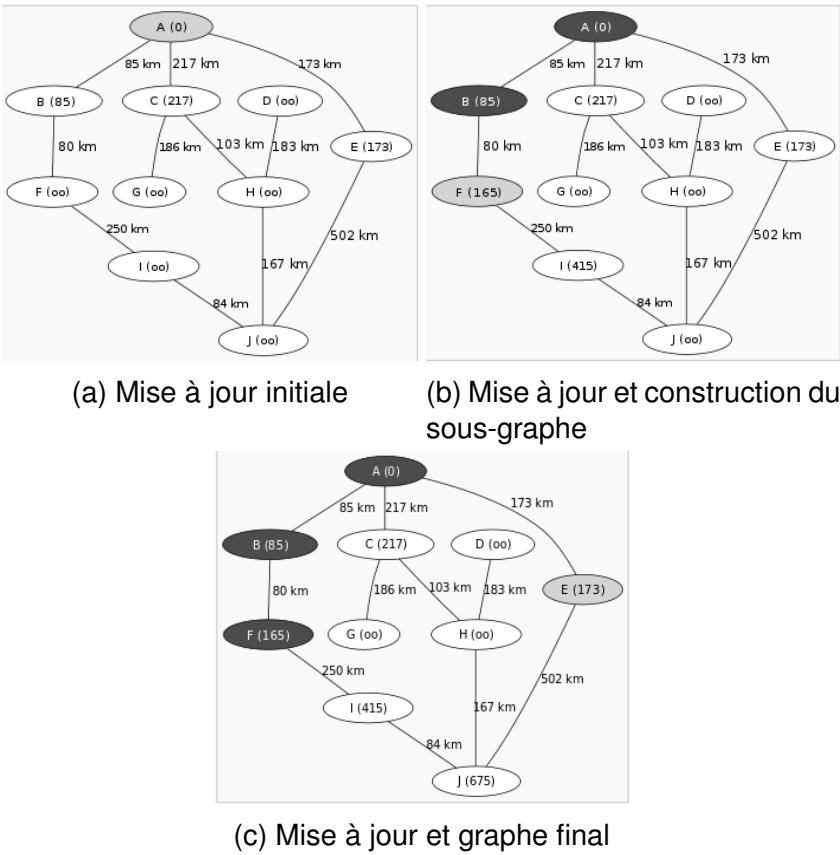 A (0)
85 km
217 km
173 km
B (85)
C (217)
D (oo)
80 km
186 km
103 km
183 km
E (173)
F (oo)
G (oo)
H (oo)
250 km
502 km
I (oo)
167 km
84 km
J (oo)
(a) Mise à jour initiale
A (0)
85 km
217 km
173 km
B (85)
C (217)
D (oo)
80 km
186 km
103 km
183 km
E (173)
F (165)
G (oo)
H (oo)
250 km
502 km
I (415)
167 km
84 km
J (oo)
(b) Mise à jour et construction du
sous-graphe
A (0)
85 km
217 km
173 km
B (85)
C (217)
D (oo)
80 km
186 km
103 km
183 km
E (173)
F (165)
G (oo)
H (oo)
250 km
502 km
I (415)
167 km
84 km
J (675)
(c) Mise à jour et graphe final